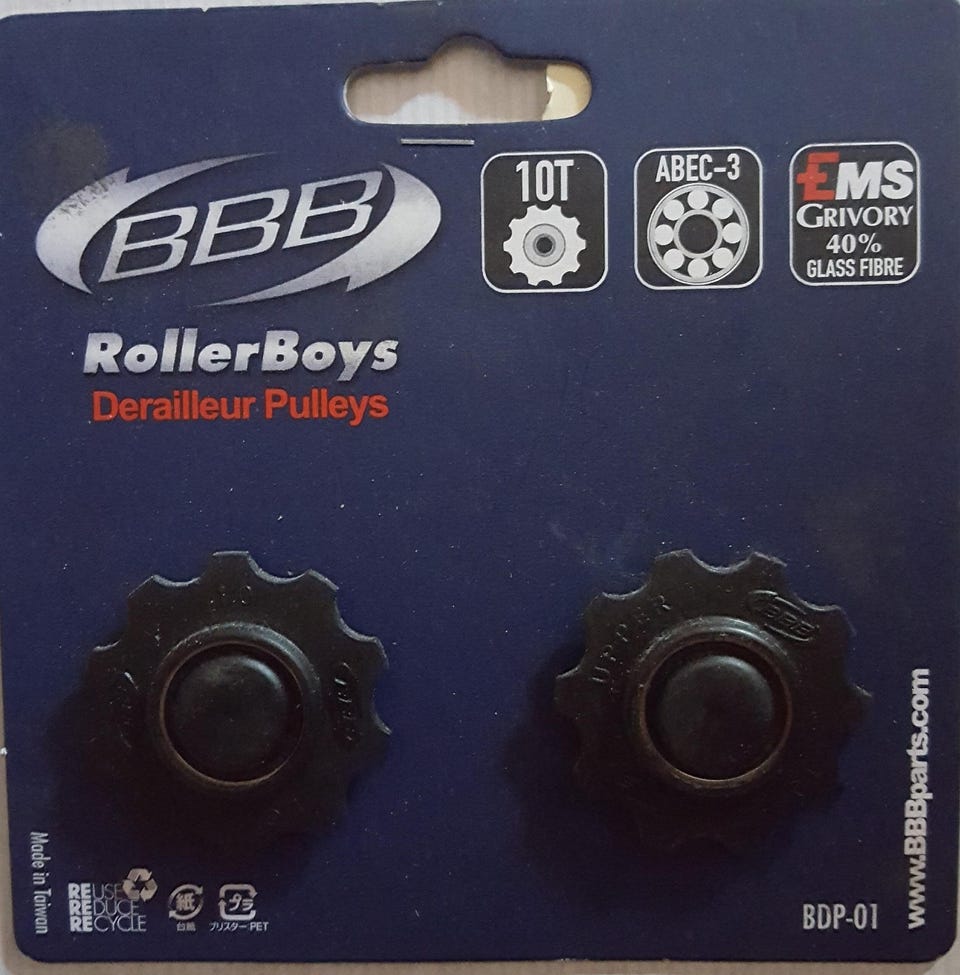 BBB
RollerBoys
Derailleur Pulleys
10T
ABEC-3
EMS
GRIVORY
40%
GLASS FIBRE
UPPER
BBB
Made in Taiwan
REUSE
REDUCE
RECYCLE
紙
台紙
プラ
ブリスター:PET
BDP-01
www.BBBparts.com